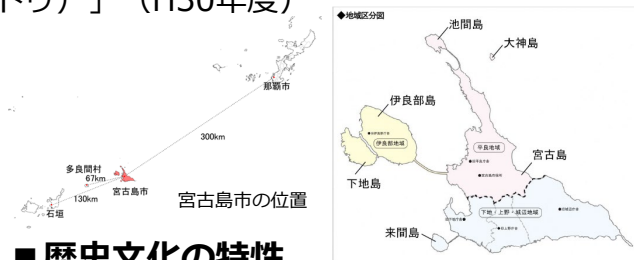 トゥ）」（H30年度）
那覇市
300km
多良間村
67km
宮古島市
130km
石垣
宮古島市の位置
◆地域区分図
池間島
大神島
伊良部島
伊良部地域
平良地域
宮古島
下地島
下地／上野・城辺地域
来間島
■歴史文化の特性